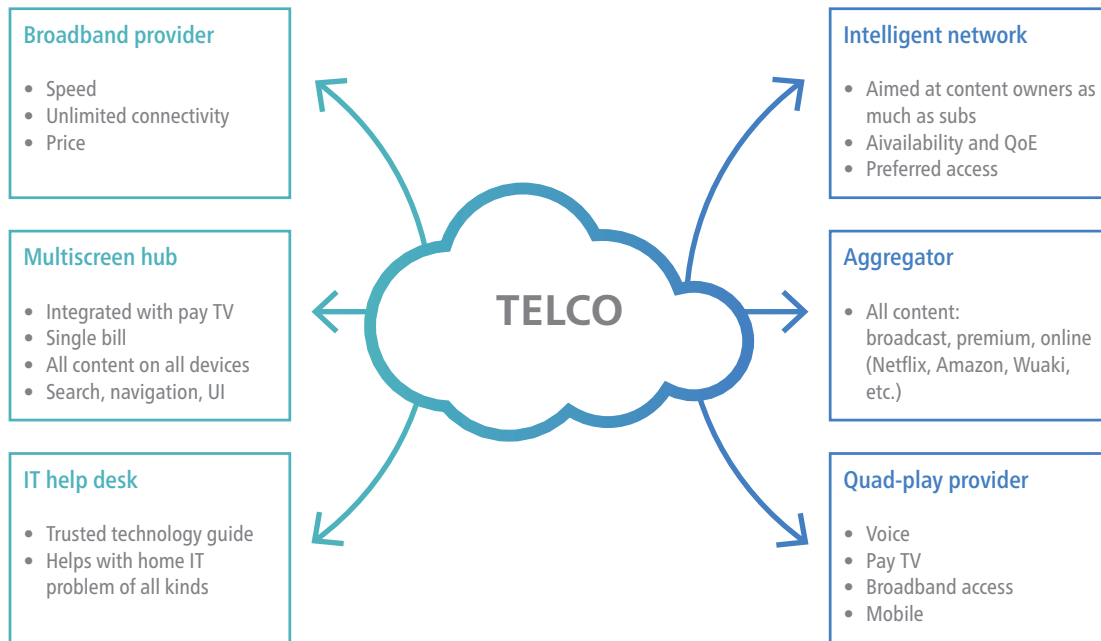 Broadband provider
• Speed
• Unlimited connectivity
• Price
Multiscreen hub
• Integrated with pay TV
• Single bill
• All content on all devices
• Search, navigation, UI
IT help desk
• Trusted technology guide
• Helps with home IT
problem of all kinds
TELCO
Intelligent network
• Aimed at content owners as
much as subs
• Aivailability and QoE
• Preferred access
Aggregator
• All content:
broadcast, premium, online
(Netflix, Amazon, Wuaki,
etc.)
Quad-play provider
• Voice
• Pay TV
• Broadband access
• Mobile